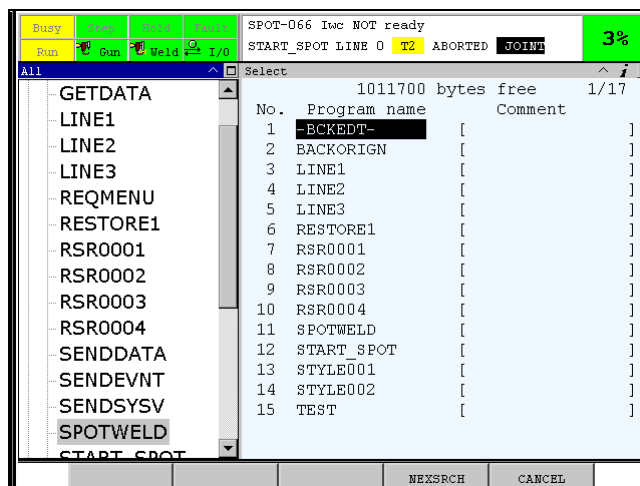 Busy Step Hold Fault
Run Gun Weld I/O
SPOT-066 Iwc NOT ready
START_SPOT LINE 0 T2 ABORTED JOINT
3%
All
GETDATA
LINE1
LINE2
LINE3
REQMENU
RESTORE1
RSR0001
RSR0002
RSR0003
RSR0004
SENDDATA
SENDEVNT
SENDSYSV
SPOTWELD
START_SPOT
Select
1011700 bytes free 1/17
No. Program name Comment
1 -BCKEDT- [ ]
2 BACKORIGN [ ]
3 LINE1 [ ]
4 LINE2 [ ]
5 LINE3 [ ]
6 RESTORE1 [ ]
7 RSR0001 [ ]
8 RSR0002 [ ]
9 RSR0003 [ ]
10 RSR0004 [ ]
11 SPOTWELD [ ]
12 START_SPOT [ ]
13 STYLE001 [ ]
14 STYLE002 [ ]
15 TEST [ ]
NEXSRCH CANCEL